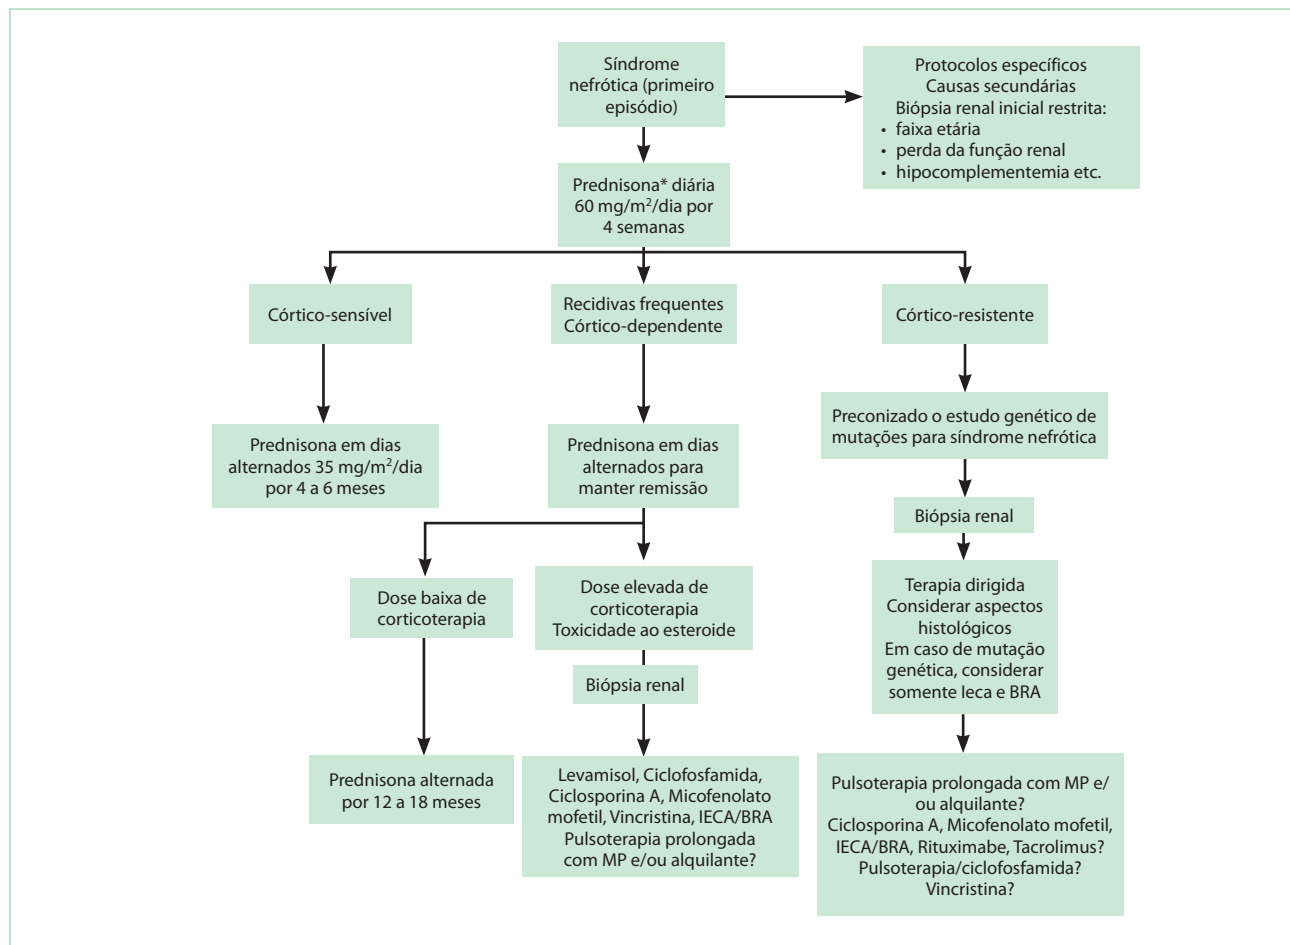 Síndrome
nefrótica (primeiro
episódio)
Protocolos específicos
Causas secundárias
Biópsia renal inicial restrita:
• faixa etária
• perda da função renal
• hipocomplementemia etc.
Prednisona* diária
60 mg/m²/dia por
4 semanas
Córtico-sensível
Recidivas frequentes
Córtico-dependente
Córtico-resistente
Prednisona em dias
alternados 35 mg/m²/dia
por 4 a 6 meses
Prednisona em dias
alternados para
manter remissão
Preconizado o estudo genético de
mutações para síndrome nefrótica
Biópsia renal
Dose baixa de
corticoterapia
Dose elevada de
corticoterapia
Toxicidade ao esteroide
Biópsia renal
Terapia dirigida
Considerar aspectos
histológicos
Em caso de mutação
genética, considerar
somente Ieca e BRA
Prednisona alternada
por 12 a 18 meses
Levamisol, Ciclofosfamida,
Ciclosporina A, Micofenolato
mofetil, Vincristina, IECA/BRA
Pulsoterapia prolongada
com MP e/ou alquilante?
Pulsoterapia prolongada com MP e/
ou alquilante?
Ciclosporina A, Micofenolato mofetil,
IECA/BRA, Rituximabe, Tacrolimus?
Pulsoterapia/ciclofosfamida?
Vincristina?